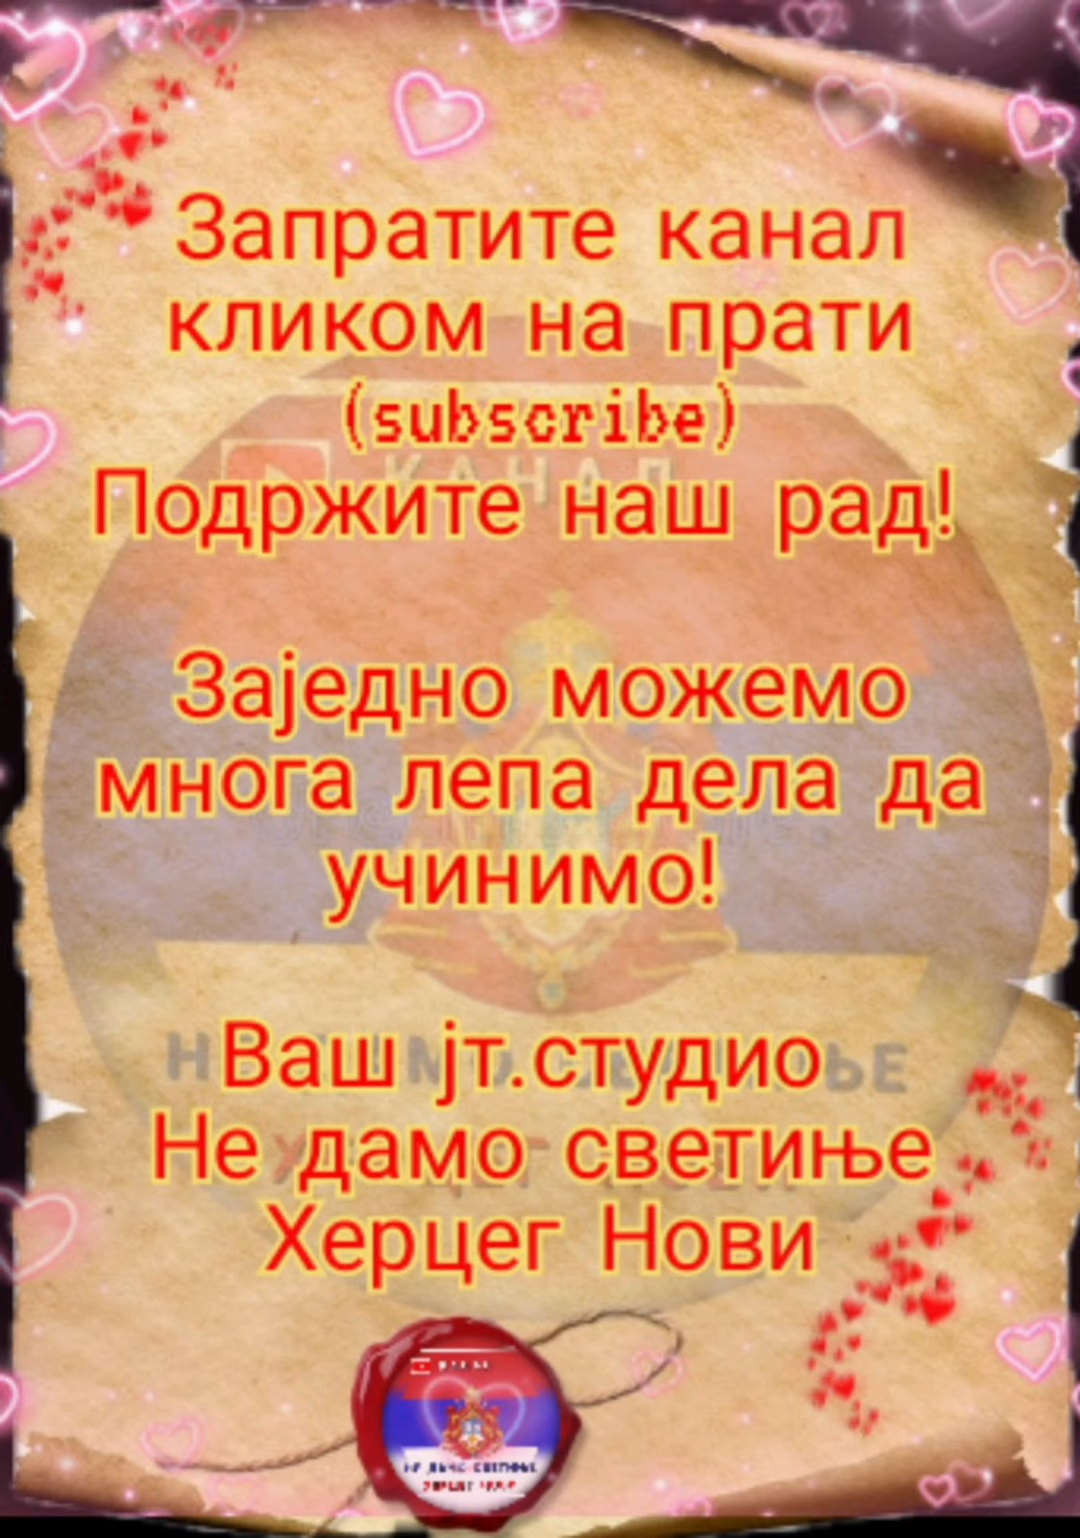 Запратите канал
кликом на прати
(subscribe)
Подржите наш рад!
Заједно можемо
многа лепа дела да
учинимо!
Ваш јт.студио
Не дамо светиње
Херцег Нови
КАНАЛ